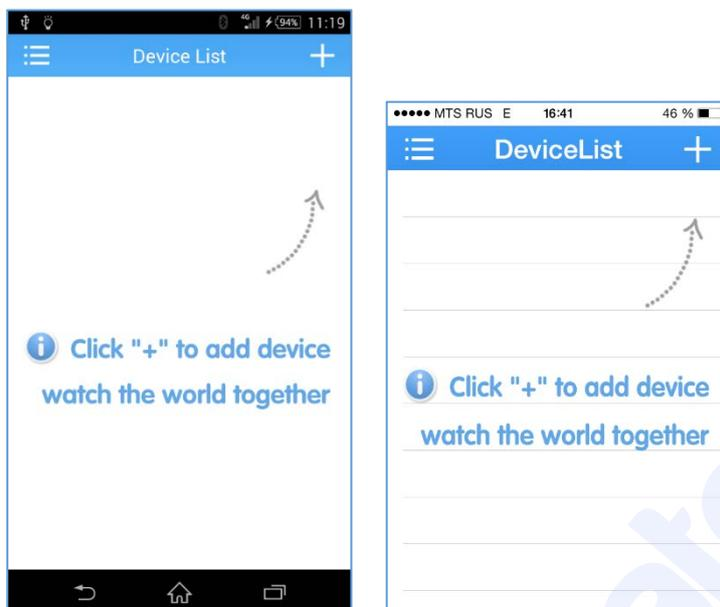 4G 94% 11:19
Device List
Click "+" to add device
watch the world together
MTS RUS E 16:41 46 %
DeviceList
Click "+" to add device
watch the world together